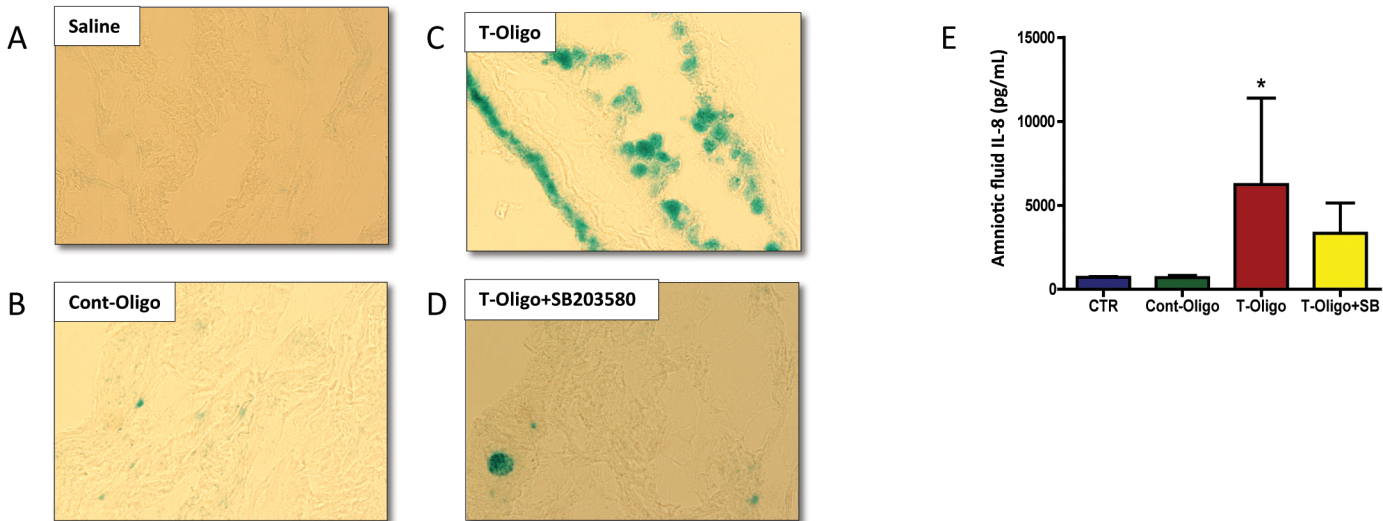 A
Saline
B
Cont-Oligo
C
T-Oligo
D
T-Oligo+SB203580
E
Amniotic fluid IL-8 (pg/mL)
15000
10000
5000
0
*
CTR
Cont-Oligo
T-Oligo
T-Oligo+SB